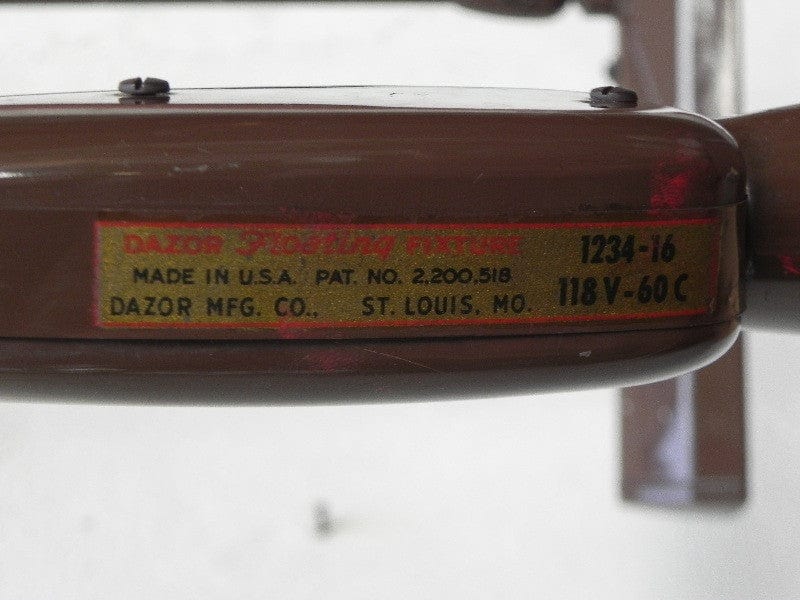 DAZOR Floating FIXTURE
MADE IN U.S.A. PAT. NO. 2,200,518
DAZOR MFG. CO., ST. LOUIS, MO.
1234-16
118 V-60 C